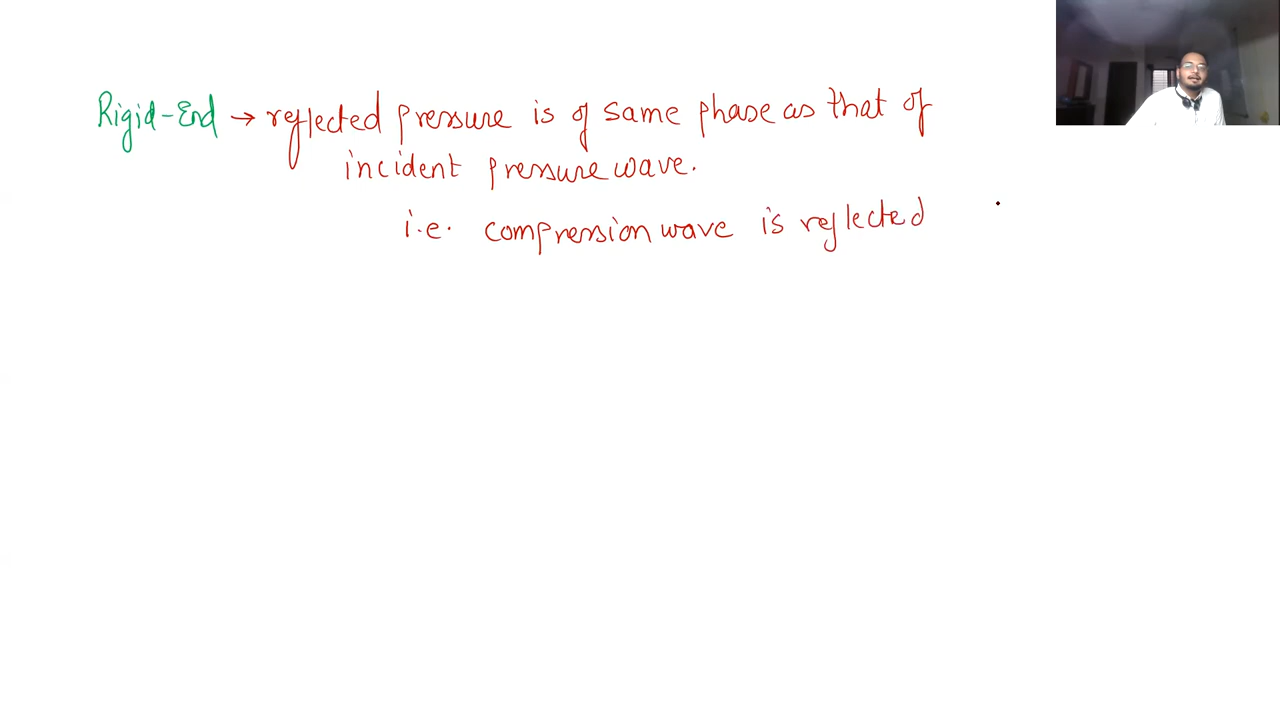 Rigid-End → reflected pressure is of same phase as that of
incident pressure wave.
i.e. compression wave is reflected